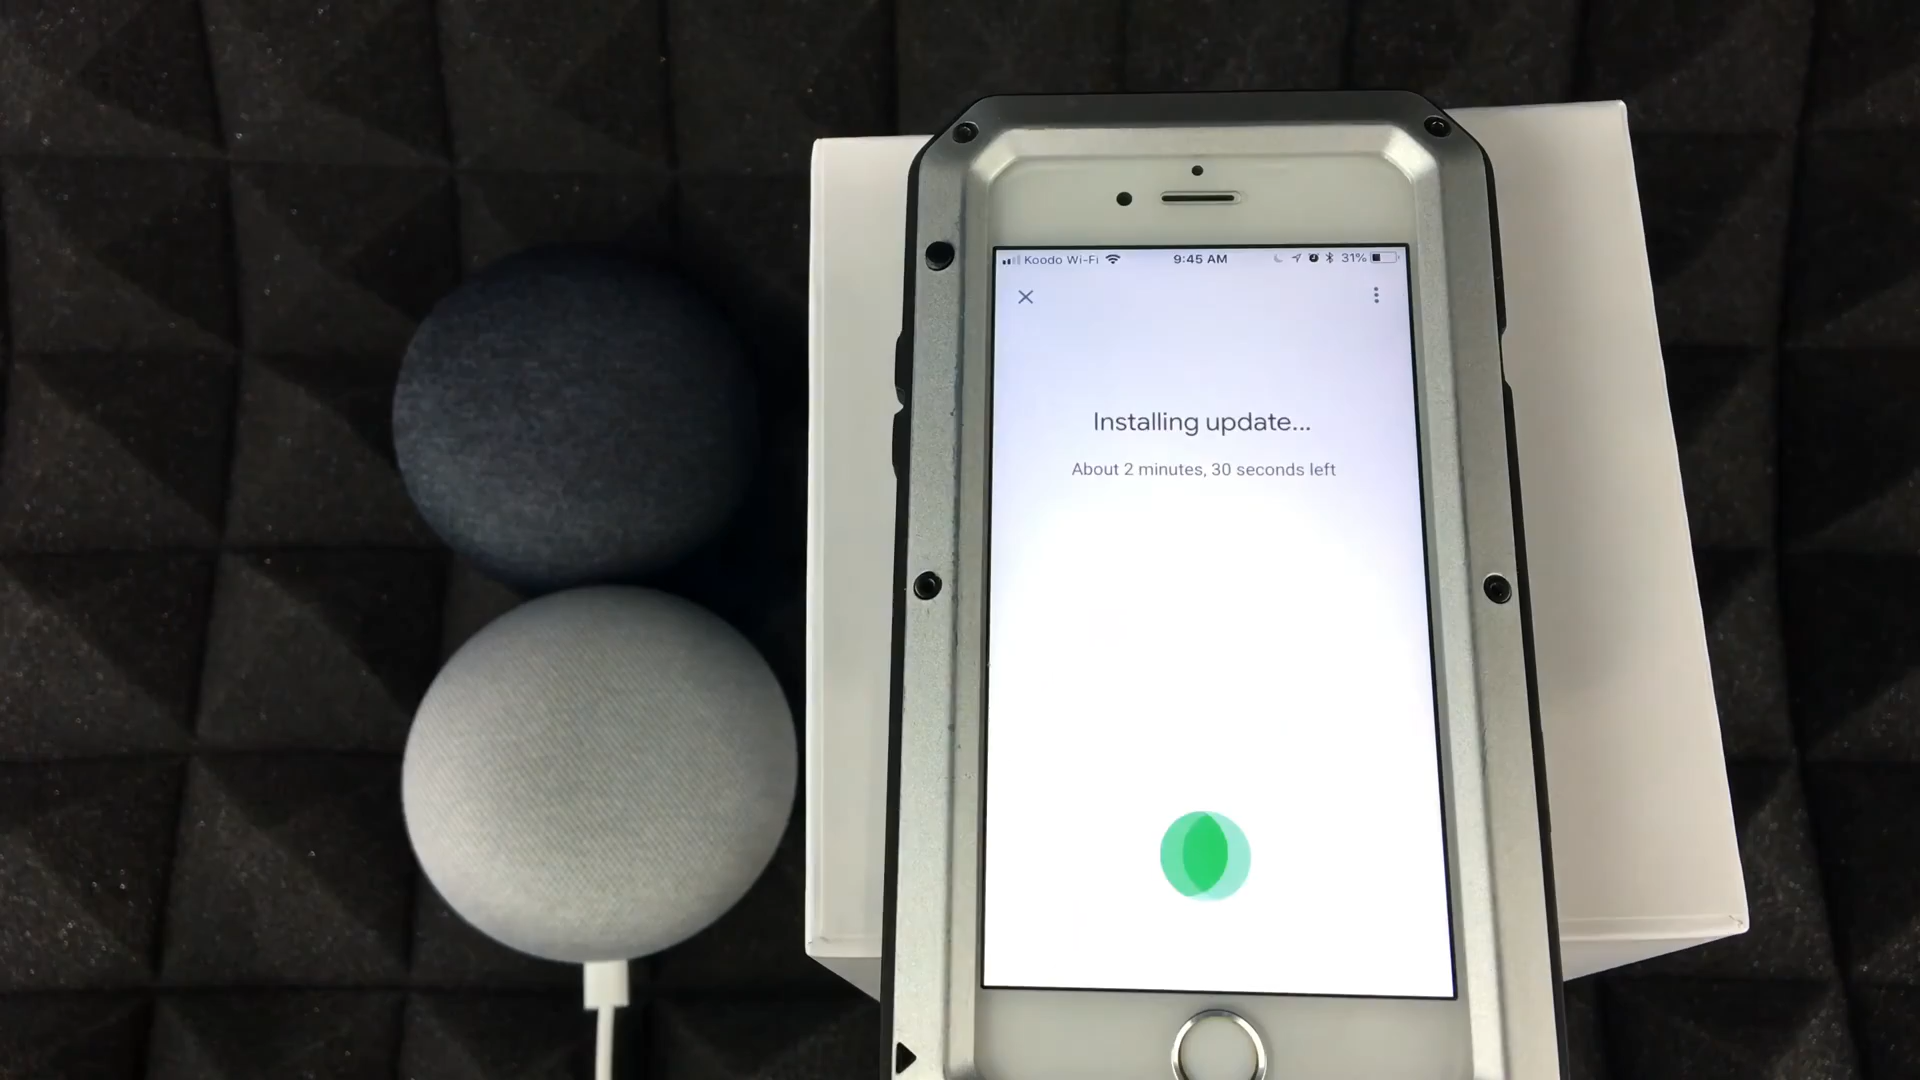 Koodo Wi-Fi 9:45 AM 31%
Installing update...
About 2 minutes, 30 seconds left